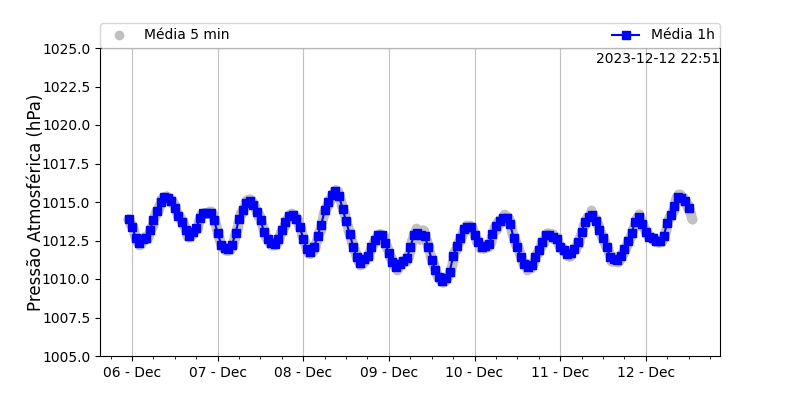 Média 5 min
Média 1h
2023-12-12 22:51
Pressão Atmosférica (hPa)
1025.0
1022.5
1020.0
1017.5
1015.0
1012.5
1010.0
1007.5
1005.0
06 - Dec
07 - Dec
08 - Dec
09 - Dec
10 - Dec
11 - Dec
12 - Dec